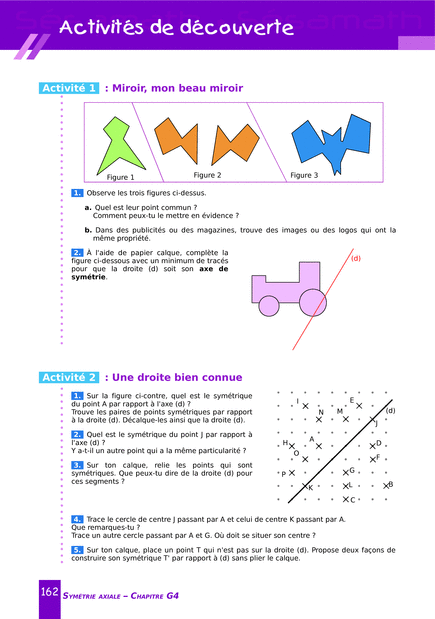 Activités de découverte
Activité 1 : Miroir, mon beau miroir
Figure 1
Figure 2
Figure 3
1. Observe les trois figures ci-dessus.
a. Quel est leur point commun ?
Comment peux-tu le mettre en évidence ?
b. Dans des publicités ou des magazines, trouve des images ou des logos qui ont la
même propriété.
2. À l'aide de papier calque, complète la
figure ci-dessous avec un minimum de tracés
pour que la droite (d) soit son axe de
symétrie.
(d)
Activité 2 : Une droite bien connue
1. Sur la figure ci-contre, quel est le symétrique
du point A par rapport à l'axe (d) ?
Trouve les paires de points symétriques par rapport
à la droite (d). Décalque-les ainsi que la droite (d).
2. Quel est le symétrique du point J par rapport à
l'axe (d) ?
Y a-t-il un autre point qui a la même particularité ?
3. Sur ton calque, relie les points qui sont
symétriques. Que peux-tu dire de la droite (d) pour
ces segments ?
I
E
N
M
(d)
J
A
H
D
O
F
P
G
K
L
B
C
4. Trace le cercle de centre J passant par A et celui de centre K passant par A.
Que remarques-tu ?
Trace un autre cercle passant par A et G. Où doit se situer son centre ?
5. Sur ton calque, place un point T qui n'est pas sur la droite (d). Propose deux façons de
construire son symétrique T' par rapport à (d) sans plier le calque.
162 SYMÉTRIE AXIALE – CHAPITRE G4